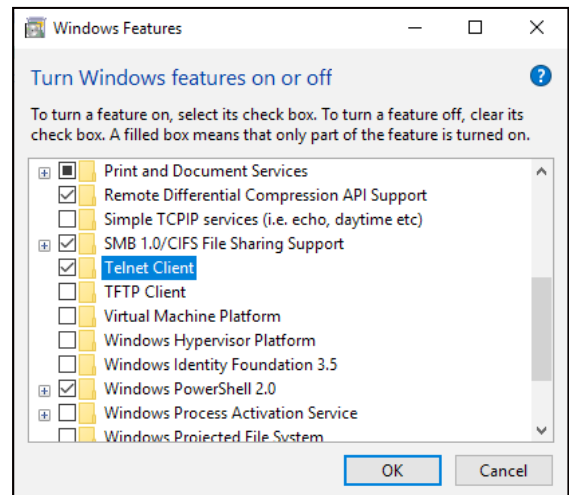 Windows Features
Turn Windows features on or off
?
To turn a feature on, select its check box. To turn a feature off, clear its
check box. A filled box means that only part of the feature is turned on.
Print and Document Services
Remote Differential Compression API Support
Simple TCPIP services (i.e. echo, daytime etc)
SMB 1.0/CIFS File Sharing Support
Telnet Client
TFTP Client
Virtual Machine Platform
Windows Hypervisor Platform
Windows Identity Foundation 3.5
Windows PowerShell 2.0
Windows Process Activation Service
Windows Projected File System
OK Cancel